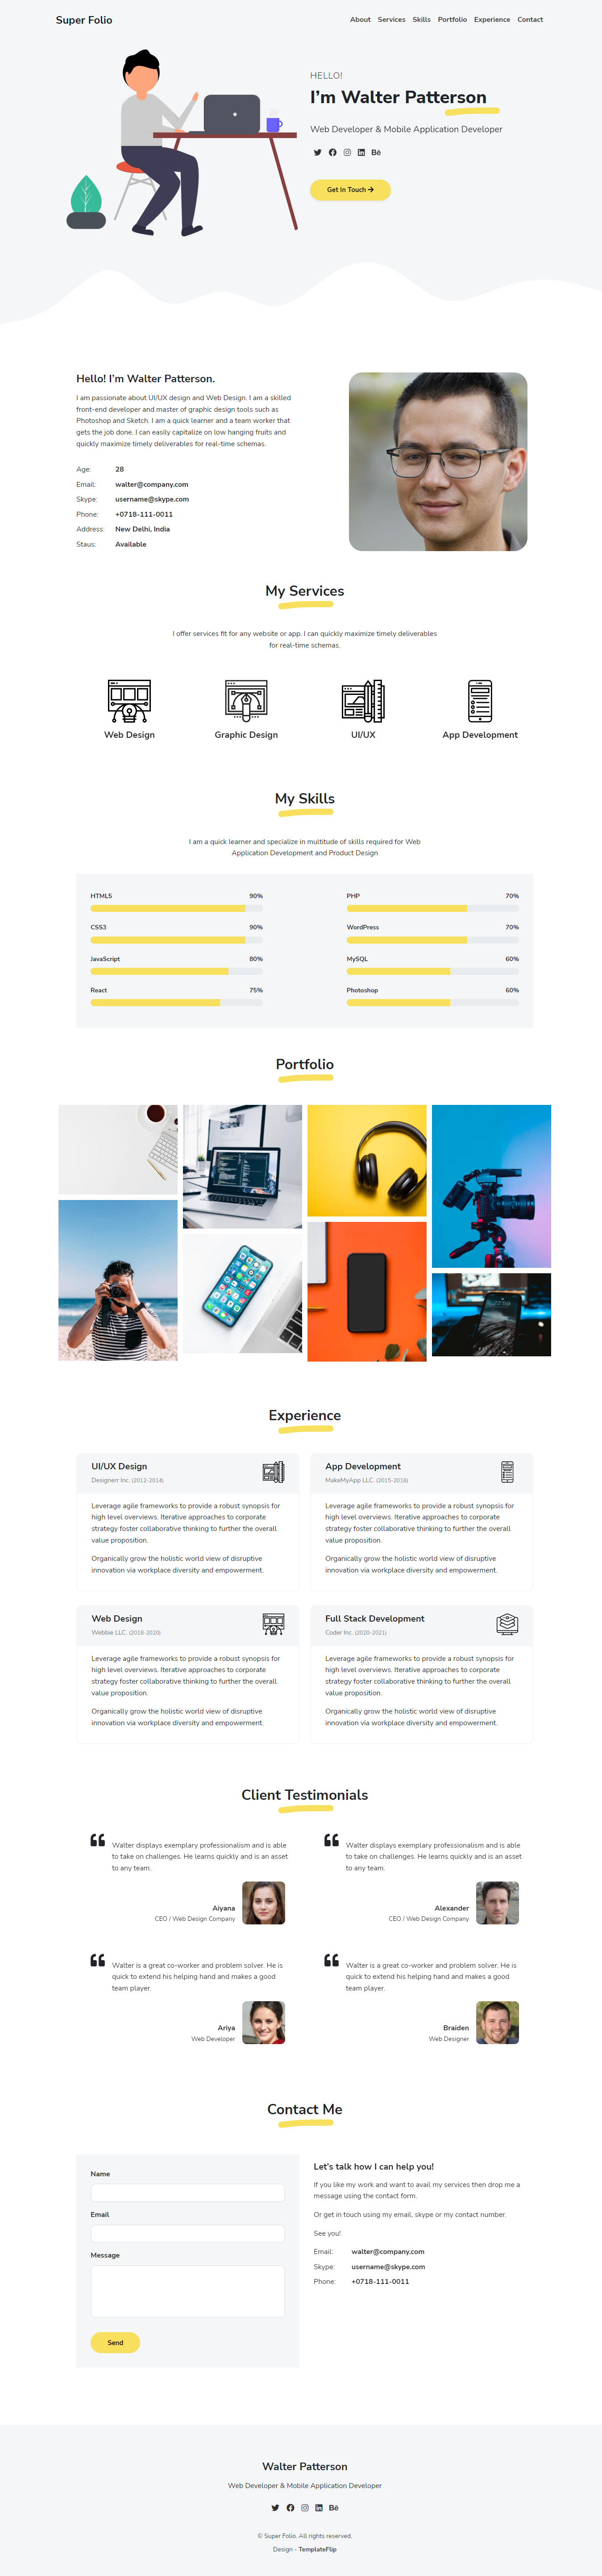 Super Folio
About Services Skills Portfolio Experience Contact
HELLO!
I'm Walter Patterson
Web Developer & Mobile Application Developer
Bē
Get In Touch
Hello! I'm Walter Patterson.
I am passionate about UI/UX design and Web Design. I am a skilled
front-end developer and master of graphic design tools such as
Photoshop and Sketch. I am a quick learner and a team worker that
gets the job done. I can easily capitalize on low hanging fruits and
quickly maximize timely deliverables for real-time schemas.
Age: 28
Email: walter@company.com
Skype: username@skype.com
Phone: +0718-111-0011
Address: New Delhi, India
Staus: Available
My Services
I offer services fit for any website or app. I can quickly maximize timely deliverables
for real-time schemas.
Web Design
Graphic Design
UI/UX
App Development
My Skills
I am a quick learner and specialize in multitude of skills required for Web
Application Development and Product Design
HTML5 90%
PHP 70%
CSS3 90%
WordPress 70%
JavaScript 80%
MySQL 60%
React 75%
Photoshop 60%
Portfolio
Experience
UI/UX Design
Designerr Inc. (2012-2014)
Leverage agile frameworks to provide a robust synopsis for
high level overviews. Iterative approaches to corporate
strategy foster collaborative thinking to further the overall
value proposition.
Organically grow the holistic world view of disruptive
innovation via workplace diversity and empowerment.
App Development
MakeMyApp LLC. (2015-2018)
Leverage agile frameworks to provide a robust synopsis for
high level overviews. Iterative approaches to corporate
strategy foster collaborative thinking to further the overall
value proposition.
Organically grow the holistic world view of disruptive
innovation via workplace diversity and empowerment.
Web Design
Webbie LLC. (2018-2020)
Leverage agile frameworks to provide a robust synopsis for
high level overviews. Iterative approaches to corporate
strategy foster collaborative thinking to further the overall
value proposition.
Organically grow the holistic world view of disruptive
innovation via workplace diversity and empowerment.
Full Stack Development
Coder Inc. (2020-2021)
Leverage agile frameworks to provide a robust synopsis for
high level overviews. Iterative approaches to corporate
strategy foster collaborative thinking to further the overall
value proposition.
Organically grow the holistic world view of disruptive
innovation via workplace diversity and empowerment.
Client Testimonials
Walter displays exemplary professionalism and is able
to take on challenges. He learns quickly and is an asset
to any team.
Aiyana
CEO / Web Design Company
Walter displays exemplary professionalism and is able
to take on challenges. He learns quickly and is an asset
to any team.
Alexander
CEO / Web Design Company
Walter is a great co-worker and problem solver. He is
quick to extend his helping hand and makes a good
team player.
Ariya
Web Developer
Walter is a great co-worker and problem solver. He is
quick to extend his helping hand and makes a good
team player.
Braiden
Web Designer
Contact Me
Name
Email
Message
Send
Let's talk how I can help you!
If you like my work and want to avail my services then drop me a
message using the contact form.
Or get in touch using my email, skype or my contact number.
See you!
Email: walter@company.com
Skype: username@skype.com
Phone: +0718-111-0011
Walter Patterson
Web Developer & Mobile Application Developer
Bē
© Super Folio. All rights reserved.
Design - TemplateFlip